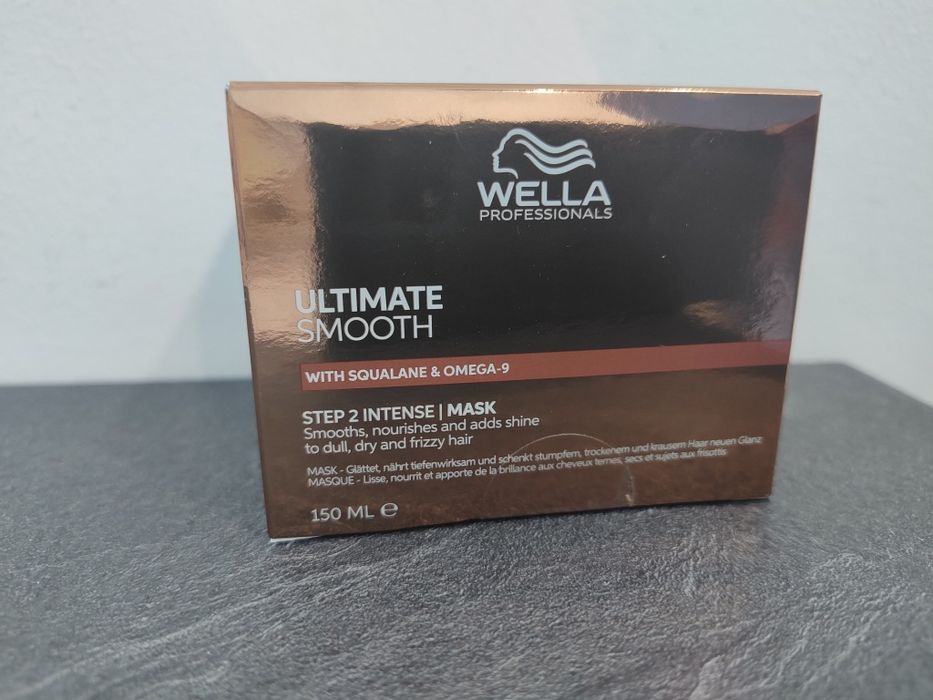 WELLA
PROFESSIONALS
ULTIMATE
SMOOTH
WITH SQUALANE & OMEGA-9
STEP 2 INTENSE | MASK
Smooths, nourishes and adds shine
to dull, dry and frizzy hair
MASK - Glättet, nährt tiefenwirksam und schenkt stumpfem, trockenem und krausem Haar neuen Glanz
MASQUE - Lisse, nourrit et apporte de la brillance aux cheveux ternes, secs et sujets aux frisottis
150 ML ℮